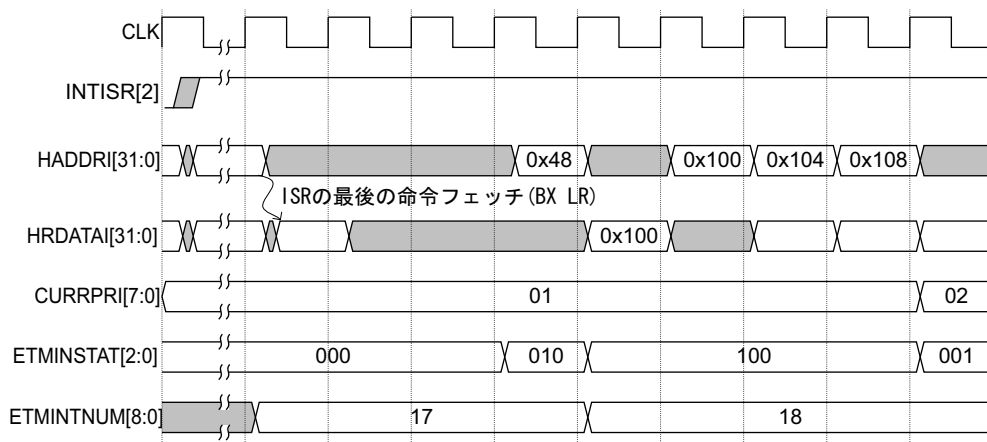 CLK
INTISR[2]
HADDRI[31:0] 0x48 0x100 0x104 0x108
ISRの最後の命令フェッチ(BX LR)
HRDATAI[31:0] 0x100
CURRPRI[7:0] 01 02
ETMINSTAT[2:0] 000 010 100 001
ETMINTNUM[8:0] 17 18